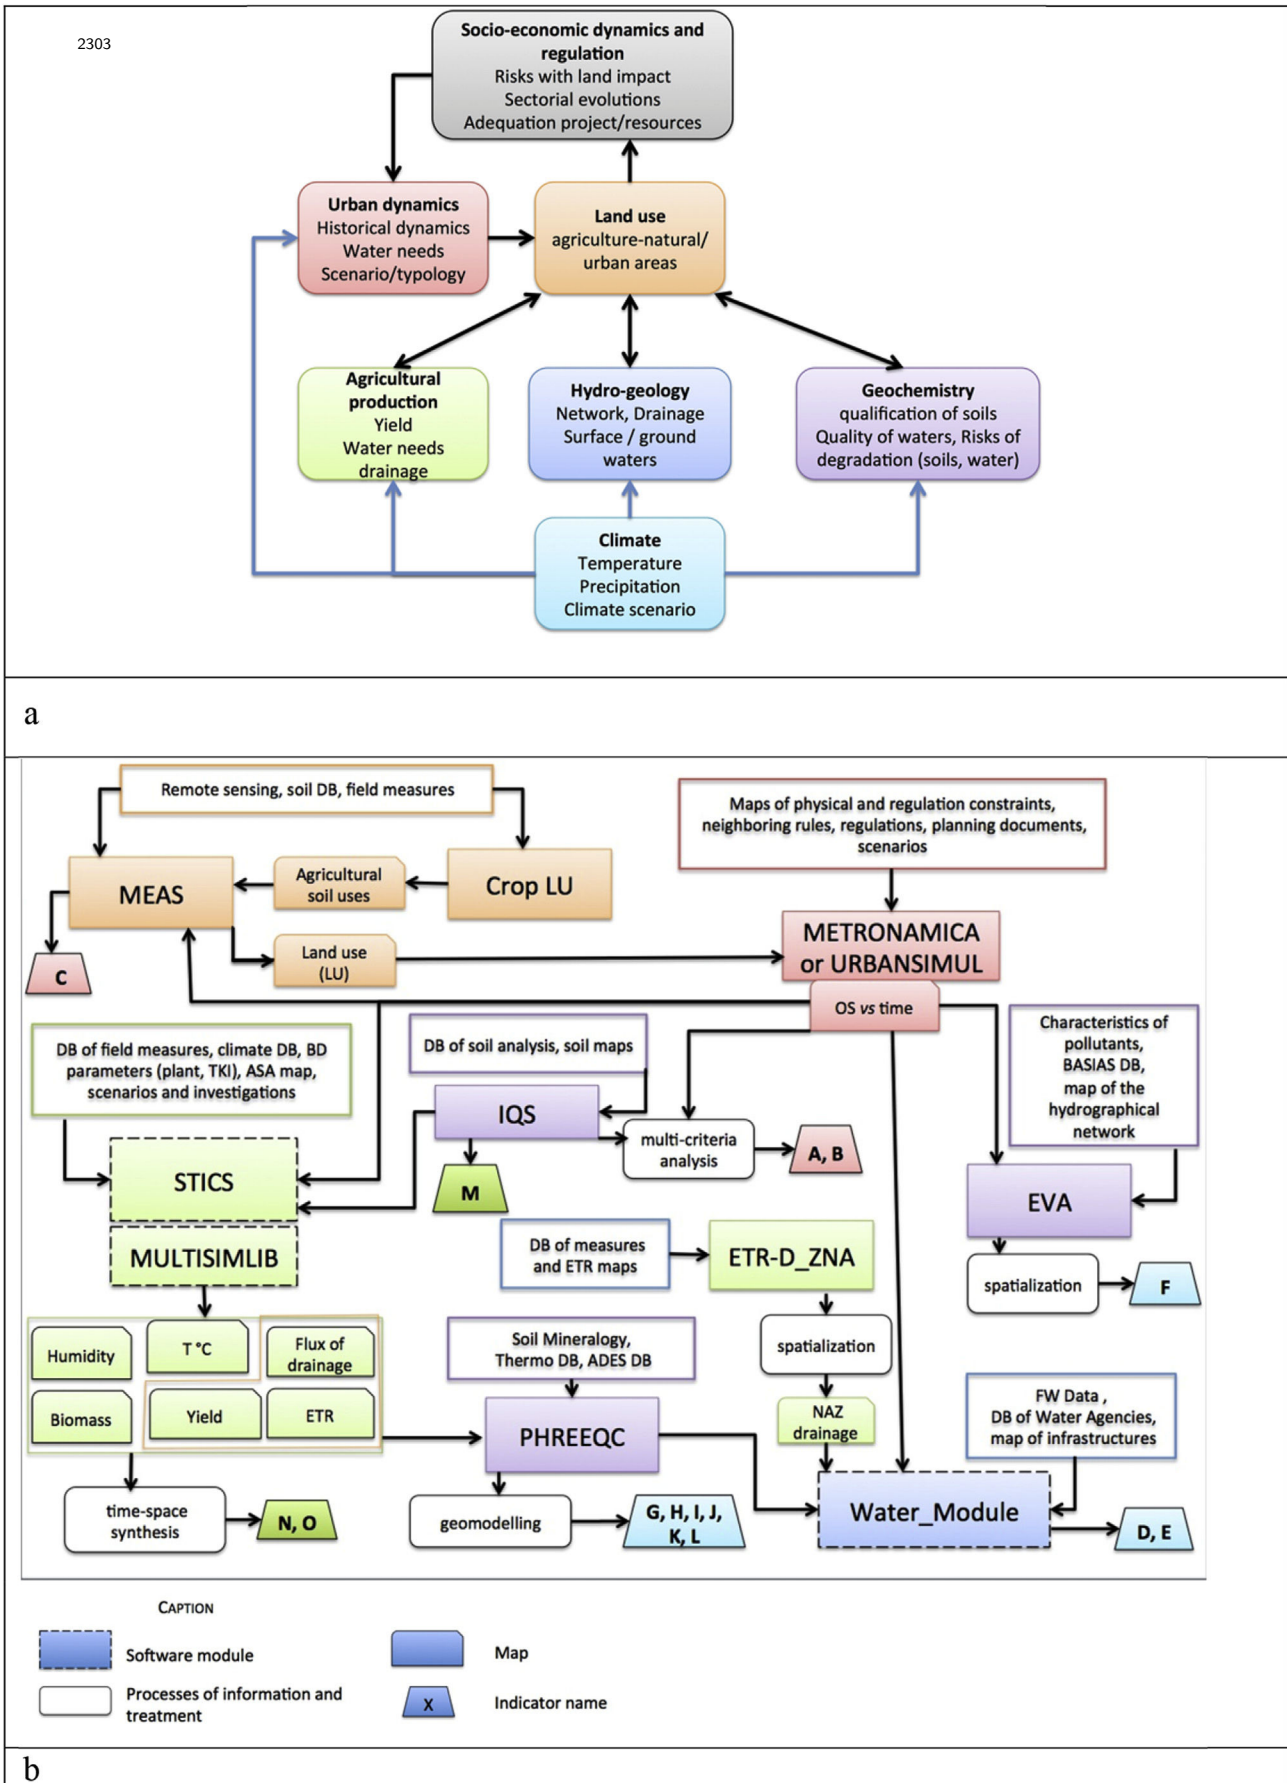 2303
Socio-economic dynamics and
regulation
Risks with land impact
Sectorial evolutions
Adequation project/resources
Urban dynamics
Historical dynamics
Water needs
Scenario/typology
Land use
agriculture-natural/
urban areas
Agricultural
production
Yield
Water needs
drainage
Hydro-geology
Network, Drainage
Surface / ground
waters
Geochemistry
qualification of soils
Quality of waters, Risks of
degradation (soils, water)
Climate
Temperature
Precipitation
Climate scenario
a
Remote sensing, soil DB, field measures
Maps of physical and regulation constraints,
neighboring rules, regulations, planning documents,
scenarios
MEAS
Agricultural
soil uses
Crop LU
METRONAMICA
or URBANSIMUL
Land use
(LU)
C
OS vs time
DB of field measures, climate DB, BD
parameters (plant, TKI), ASA map,
scenarios and investigations
DB of soil analysis, soil maps
Characteristics of
pollutants,
BASIAS DB,
map of the
hydrographical
network
IQS
multi-criteria
analysis
A, B
STICS
M
EVA
MULTISIMLIB
DB of measures
and ETR maps
ETR-D_ZNA
spatialization
F
Humidity
T °C
Flux of
drainage
Biomass
Yield
ETR
Soil Mineralogy,
Thermo DB, ADES DB
spatialization
PHREEQC
NAZ
drainage
FW Data ,
DB of Water Agencies,
map of infrastructures
time-space
synthesis
N, O
geomodelling
G, H, I, J,
K, L
Water_Module
D, E
CAPTION
Software module
Map
Processes of information and
treatment
X
Indicator name
b